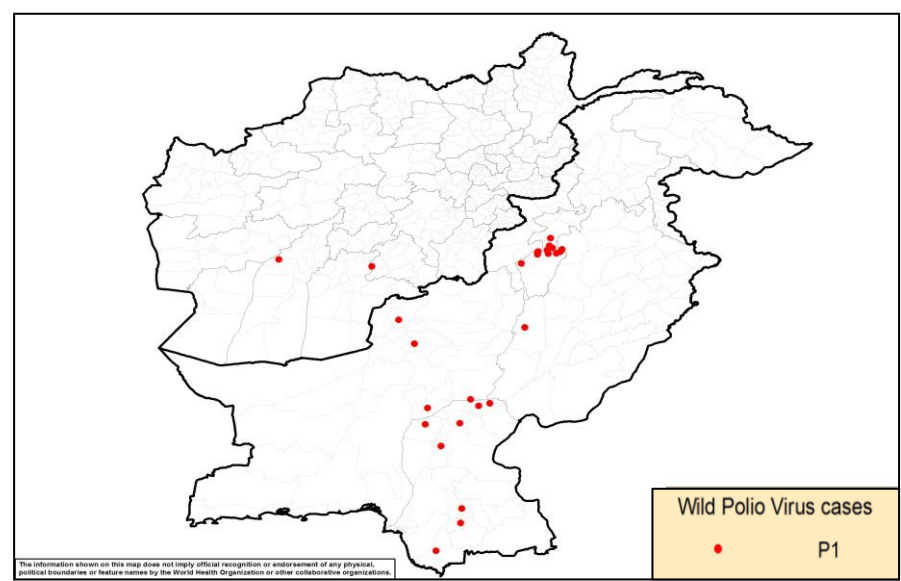 Wild Polio Virus cases
P1
The information shown on this map does not imply official recognition or endorsement of any physical,
political boundaries or feature names by the World Health Organization or other collaborative organizations.